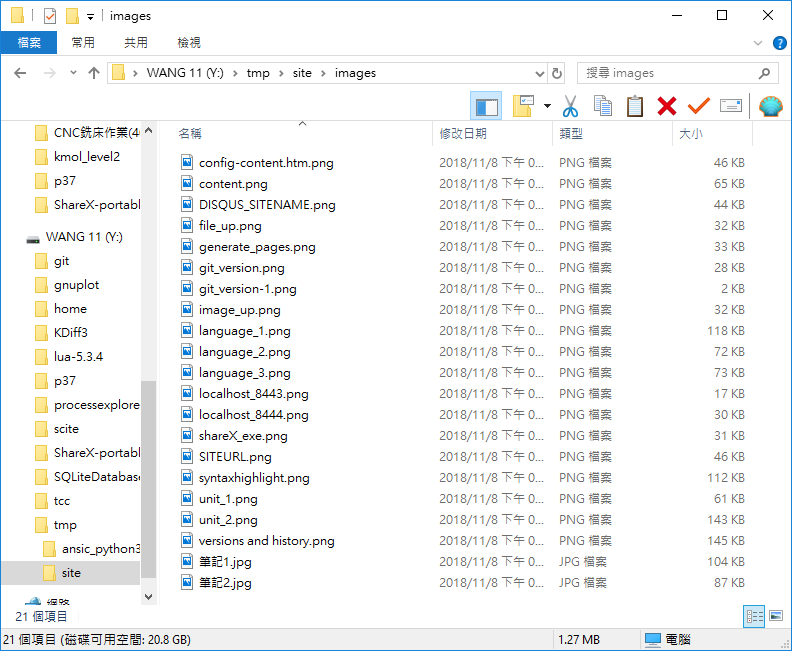 images
檔案 常用 共用 檢視
WANG 11 (Y:) tmp site images 搜尋 images
CNC銑床作業(4
kmol_level2
p37
ShareX-portabl
WANG 11 (Y:)
git
gnuplot
home
KDiff3
lua-5.3.4
p37
processexplore
scite
ShareX-portabl
SQLiteDatabas
tcc
tmp
ansic_python3
site
網路
名稱 修改日期 類型 大小
config-content.htm.png 2018/11/8 下午 0... PNG 檔案 46 KB
content.png 2018/11/8 下午 0... PNG 檔案 65 KB
DISQUS_SITENAME.png 2018/11/8 下午 0... PNG 檔案 44 KB
file_up.png 2018/11/8 下午 0... PNG 檔案 32 KB
generate_pages.png 2018/11/8 下午 0... PNG 檔案 33 KB
git_version.png 2018/11/8 下午 0... PNG 檔案 28 KB
git_version-1.png 2018/11/8 下午 0... PNG 檔案 2 KB
image_up.png 2018/11/8 下午 0... PNG 檔案 32 KB
language_1.png 2018/11/8 下午 0... PNG 檔案 118 KB
language_2.png 2018/11/8 下午 0... PNG 檔案 72 KB
language_3.png 2018/11/8 下午 0... PNG 檔案 73 KB
localhost_8443.png 2018/11/8 下午 0... PNG 檔案 17 KB
localhost_8444.png 2018/11/8 下午 0... PNG 檔案 30 KB
shareX_exe.png 2018/11/8 下午 0... PNG 檔案 31 KB
SITEURL.png 2018/11/8 下午 0... PNG 檔案 46 KB
syntaxhighlight.png 2018/11/8 下午 0... PNG 檔案 112 KB
unit_1.png 2018/11/8 下午 0... PNG 檔案 61 KB
unit_2.png 2018/11/8 下午 0... PNG 檔案 143 KB
versions and history.png 2018/11/8 下午 0... PNG 檔案 145 KB
筆記1.jpg 2018/11/8 下午 0... JPG 檔案 104 KB
筆記2.jpg 2018/11/8 下午 0... JPG 檔案 87 KB
21 個項目
21 個項目 (磁碟可用空間: 20.8 GB) 1.27 MB 電腦